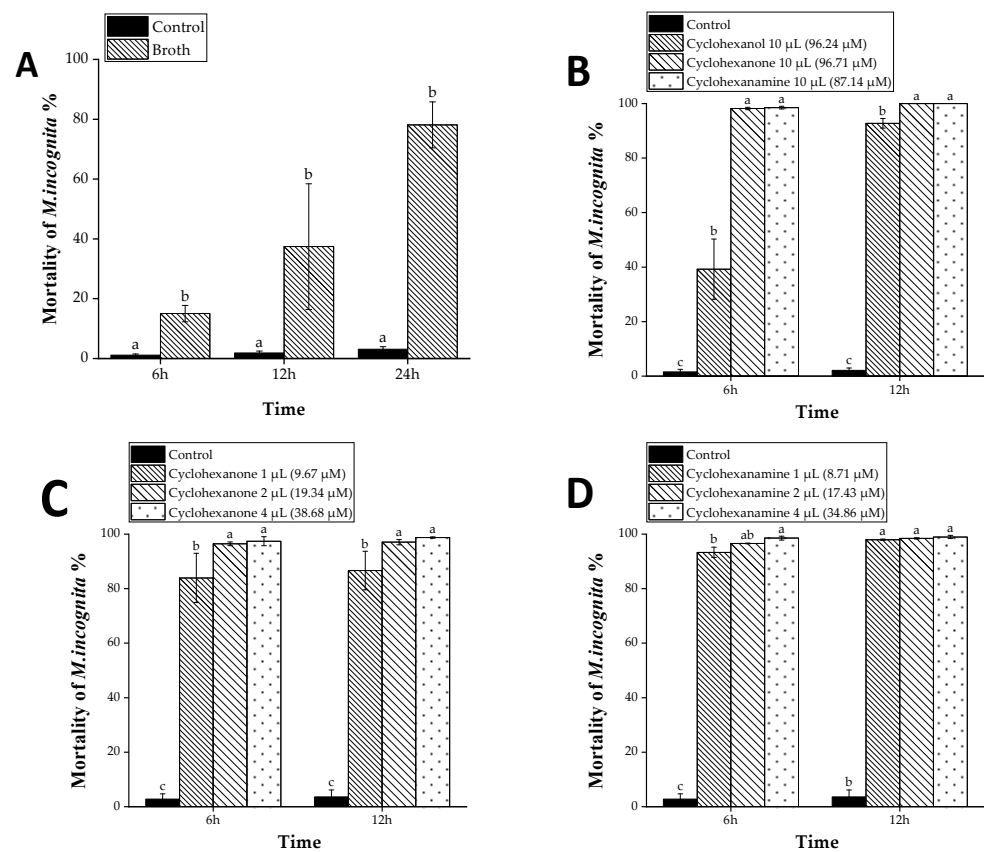 A
Control
Broth
Mortality of M.incognita %
100
80
60
40
20
0
a
b
a
b
a
b
6h
12h
24h
Time
B
Control
Cyclohexanol 10 µL (96.24 µM)
Cyclohexanone 10 µL (96.71 µM)
Cyclohexanamine 10 µL (87.14 µM)
Mortality of M.incognita %
100
80
60
40
20
0
c
b
a
a
c
b
a
a
6h
12h
Time
C
Control
Cyclohexanone 1 µL (9.67 µM)
Cyclohexanone 2 µL (19.34 µM)
Cyclohexanone 4 µL (38.68 µM)
Mortality of M.incognita %
100
80
60
40
20
0
c
b
a
a
c
b
a
a
6h
12h
Time
D
Control
Cyclohexanamine 1 µL (8.71 µM)
Cyclohexanamine 2 µL (17.43 µM)
Cyclohexanamine 4 µL (34.86 µM)
Mortality of M.incognita %
100
80
60
40
20
0
c
b
ab
a
b
a
a
a
6h
12h
Time